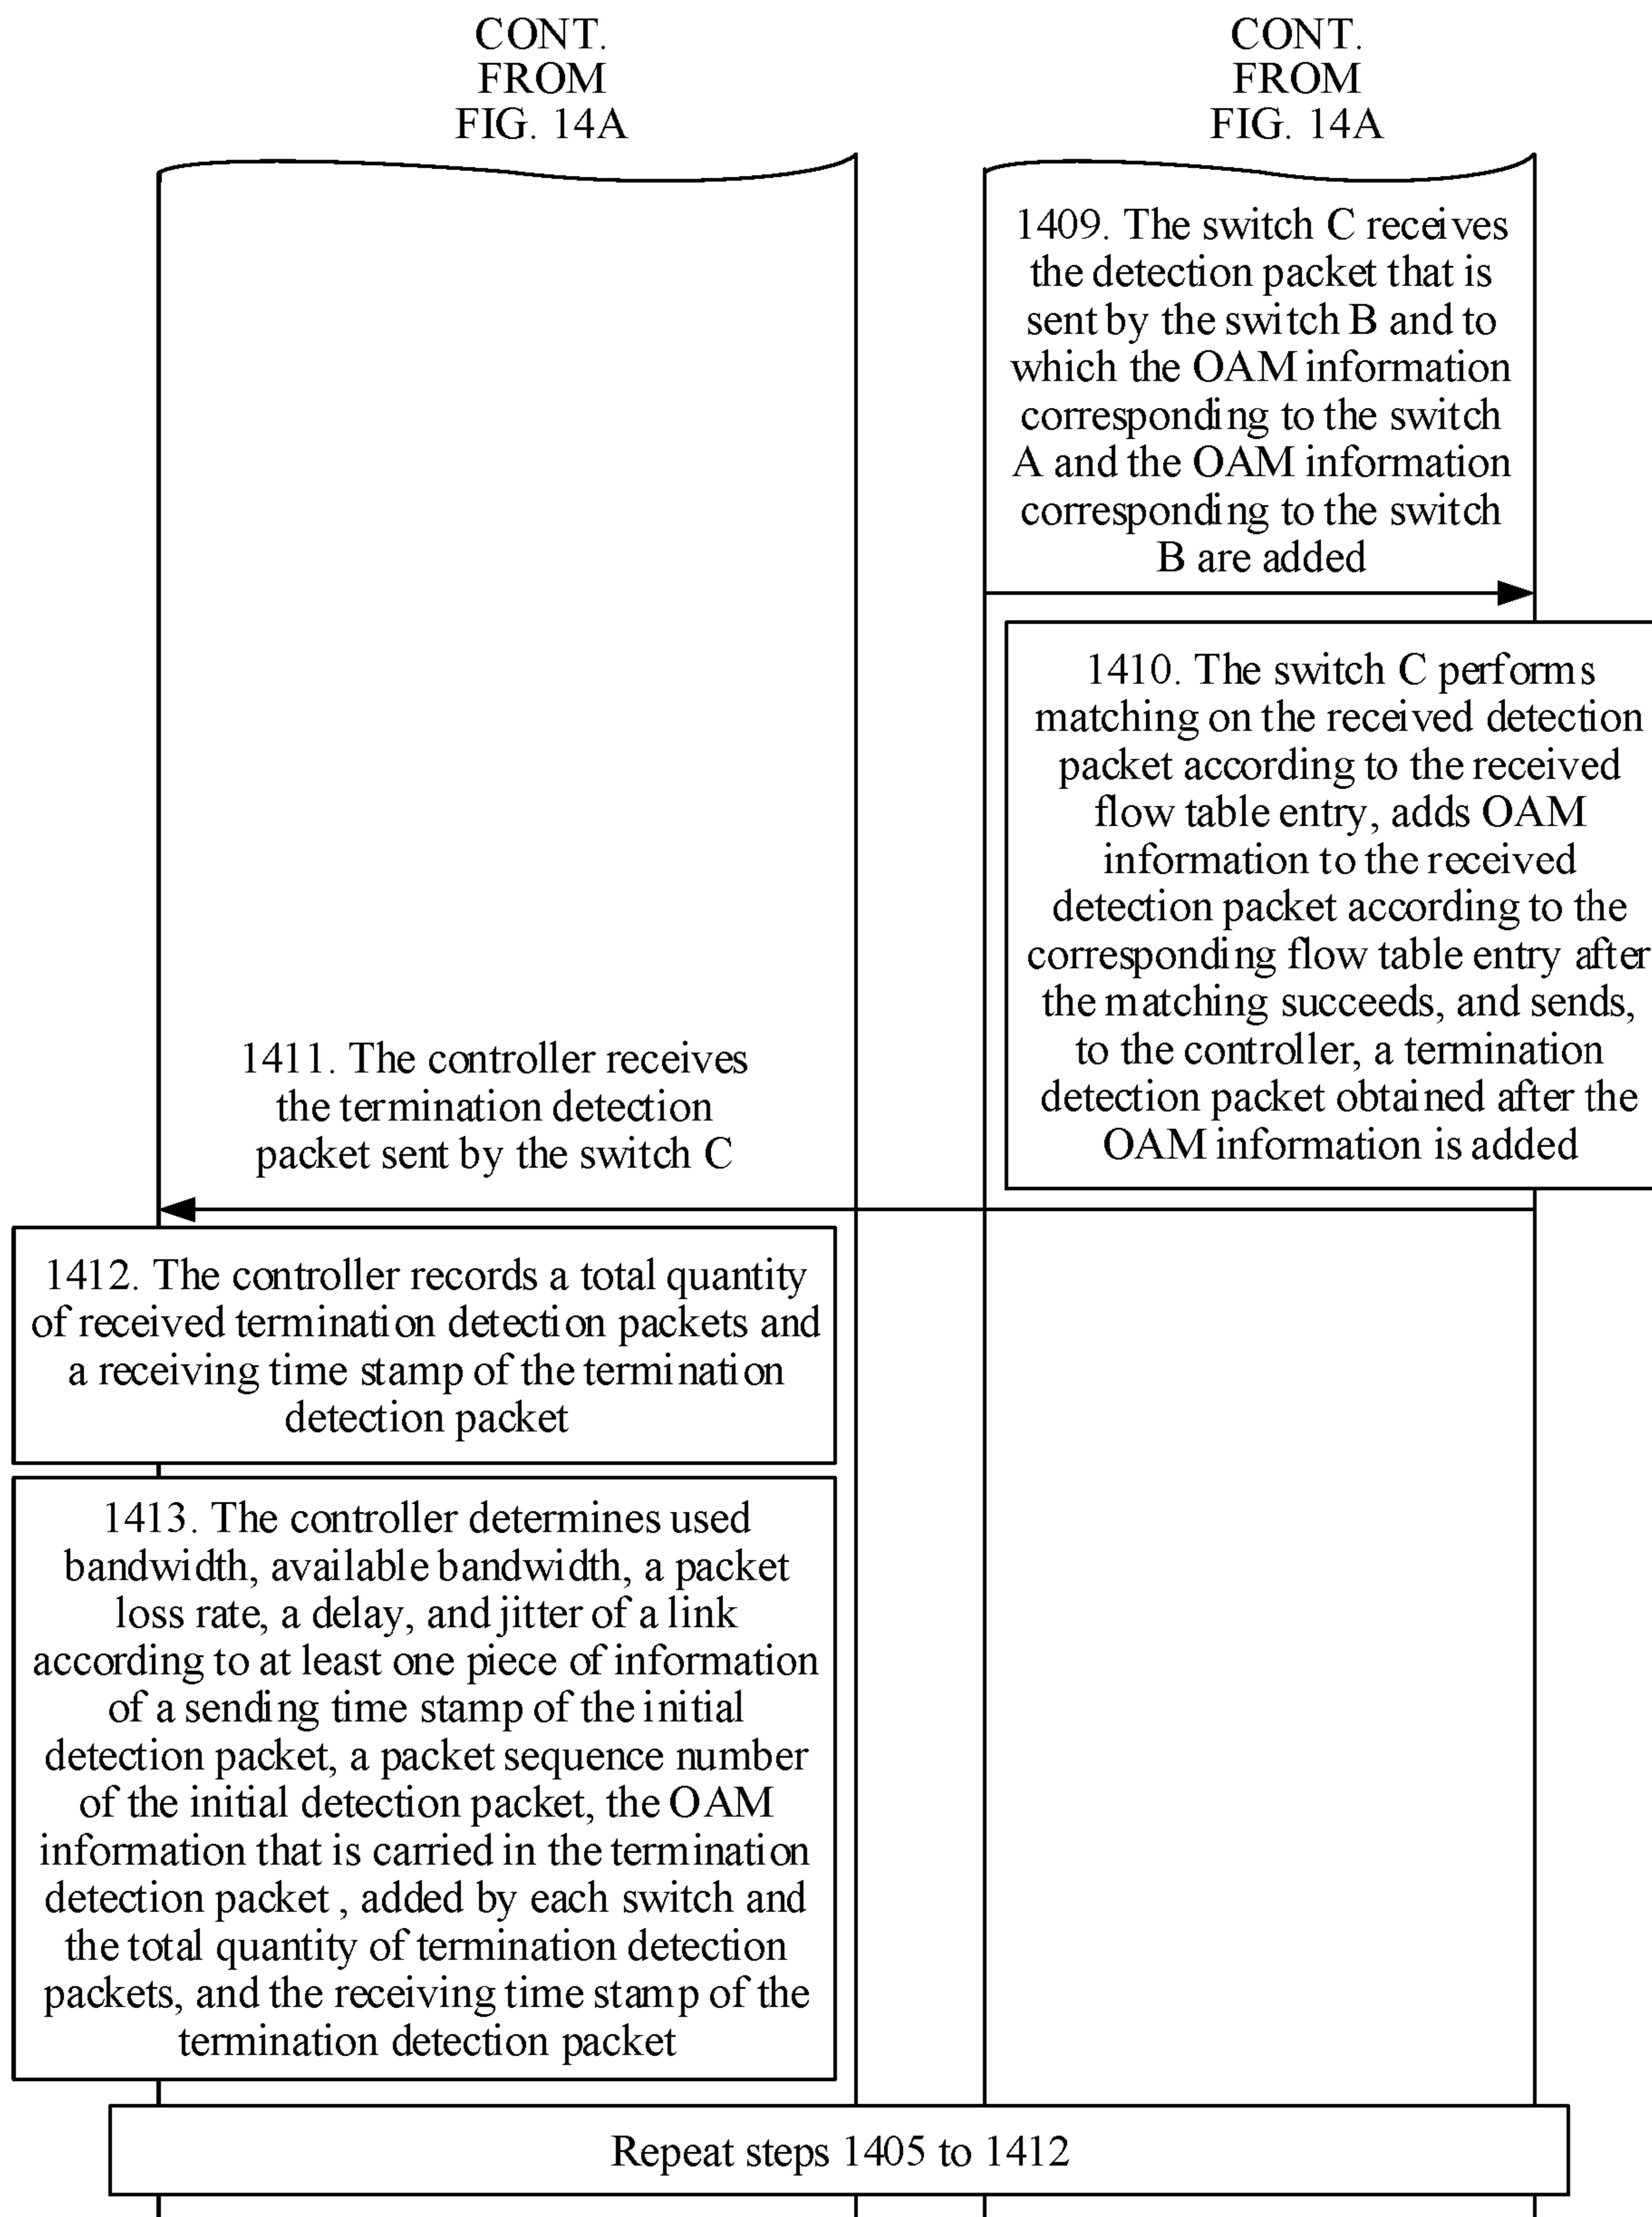 CONT.
FROM
FIG. 14A
CONT.
FROM
FIG. 14A
1409. The switch C receives
the detection packet that is
sent by the switch B and to
which the OAM information
corresponding to the switch
A and the OAM information
corresponding to the switch
B are added
1410. The switch C performs
matching on the received detection
packet according to the received
flow table entry, adds OAM
information to the received
detection packet according to the
corresponding flow table entry after
the matching succeeds, and sends,
to the controller, a termination
detection packet obtained after the
OAM information is added
1411. The controller receives
the termination detection
packet sent by the switch C
1412. The controller records a total quantity
of received termination detection packets and
a receiving time stamp of the termination
detection packet
1413. The controller determines used
bandwidth, available bandwidth, a packet
loss rate, a delay, and jitter of a link
according to at least one piece of information
of a sending time stamp of the initial
detection packet, a packet sequence number
of the initial detection packet, the OAM
information that is carried in the termination
detection packet , added by each switch and
the total quantity of termination detection
packets, and the receiving time stamp of the
termination detection packet
Repeat steps 1405 to 1412